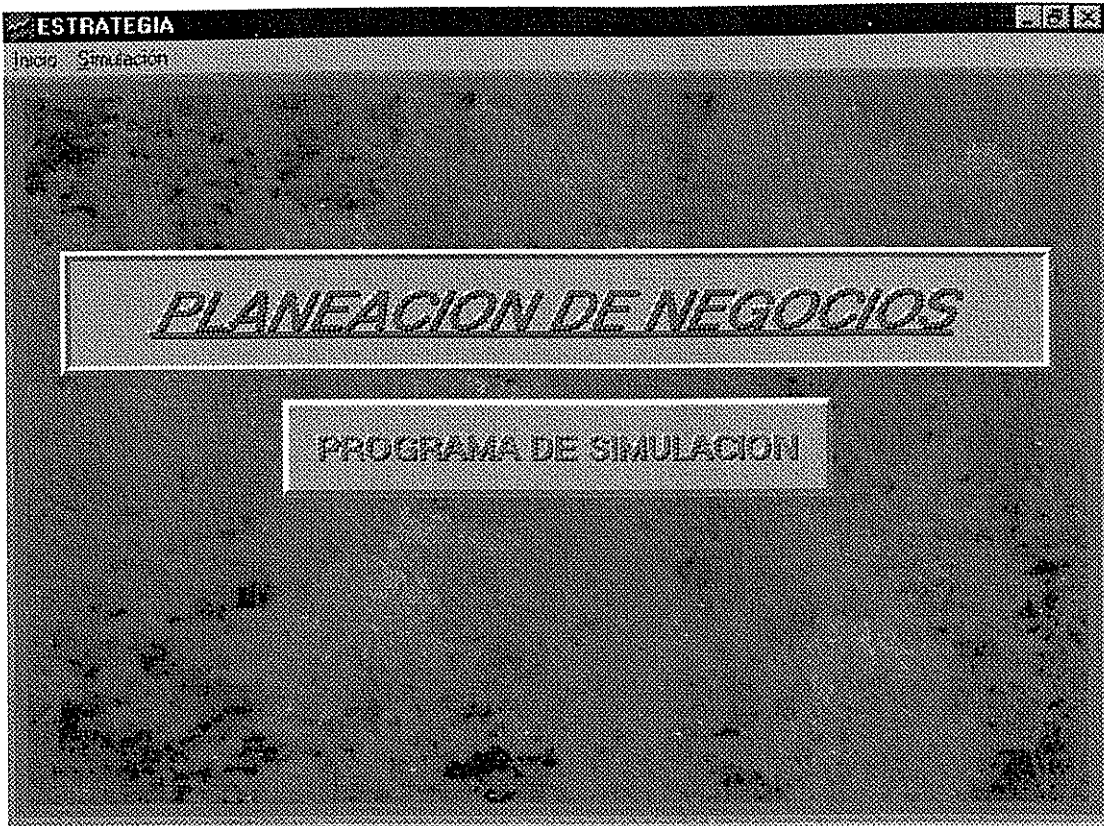 ESTRATEGIA
Inicio Simulación
PLANEACION DE NEGOCIOS
PROGRAMA DE SIMULACION